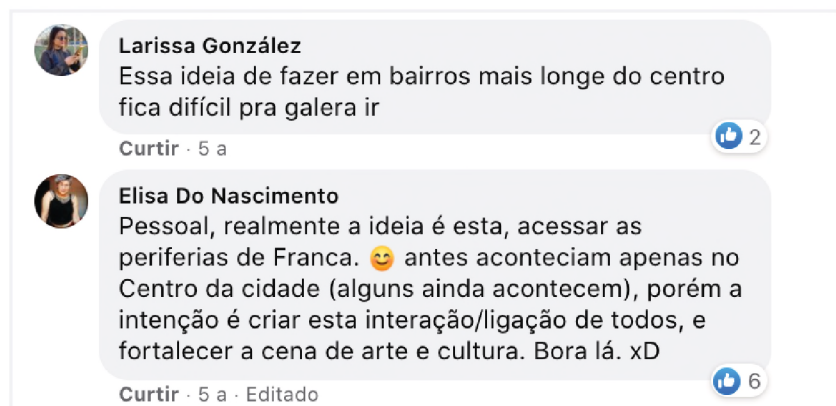 Larissa González
Essa ideia de fazer em bairros mais longe do centro
fica difícil pra galera ir
2
Curtir · 5 a
Elisa Do Nascimento
Pessoal, realmente a ideia é esta, acessar as
periferias de Franca. 😊 antes aconteciam apenas no
Centro da cidade (alguns ainda acontecem), porém a
intenção é criar esta interação/ligação de todos, e
fortalecer a cena de arte e cultura. Bora lá. xD
6
Curtir · 5 a · Editado